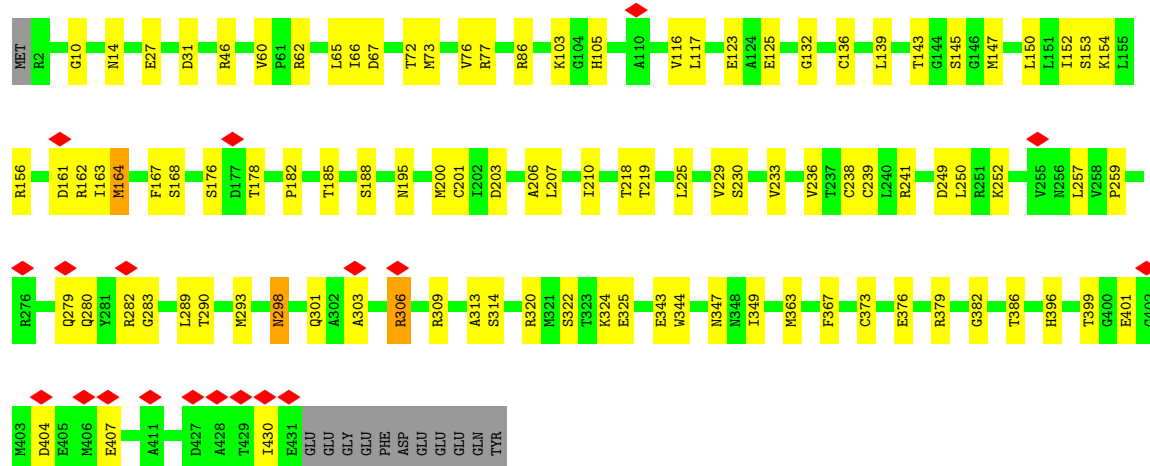 MET R2 G10 N14 E27 D31 R46 V60 P61 R62 L65 I66 D67 T72 M73 V76 R77 R86 K103 G104 H105 A110 V116 L117 E123 A124 E125 G132 C136 L139 T143 G144 S145 G146 M147 L150 L151 I152 S153 K154 L155
R156 D161 R162 I163 M164 F167 S168 S176 D177 T178 P182 T185 S188 N195 M200 C201 I202 D203 A206 L207 I210 T218 T219 L225 V229 S230 V233 V236 T237 C238 C239 L240 R241 D249 L250 R251 K252 V255 N256 L257 V258 P259
R276 Q279 Q280 Y281 R282 G283 L289 T290 M293 N298 Q301 A302 A303 R306 R309 A313 S314 R320 M321 S322 T323 K324 E325 E343 W344 N347 N348 I349 M363 F367 C373 E376 R379 G382 T386 H396 T399 G400 E401 G402
M403 D404 E405 M406 E407 A411 D427 A428 T429 I430 E431 GLU GLU GLY GLU PHE ASP GLU GLU GLU GLN TYR